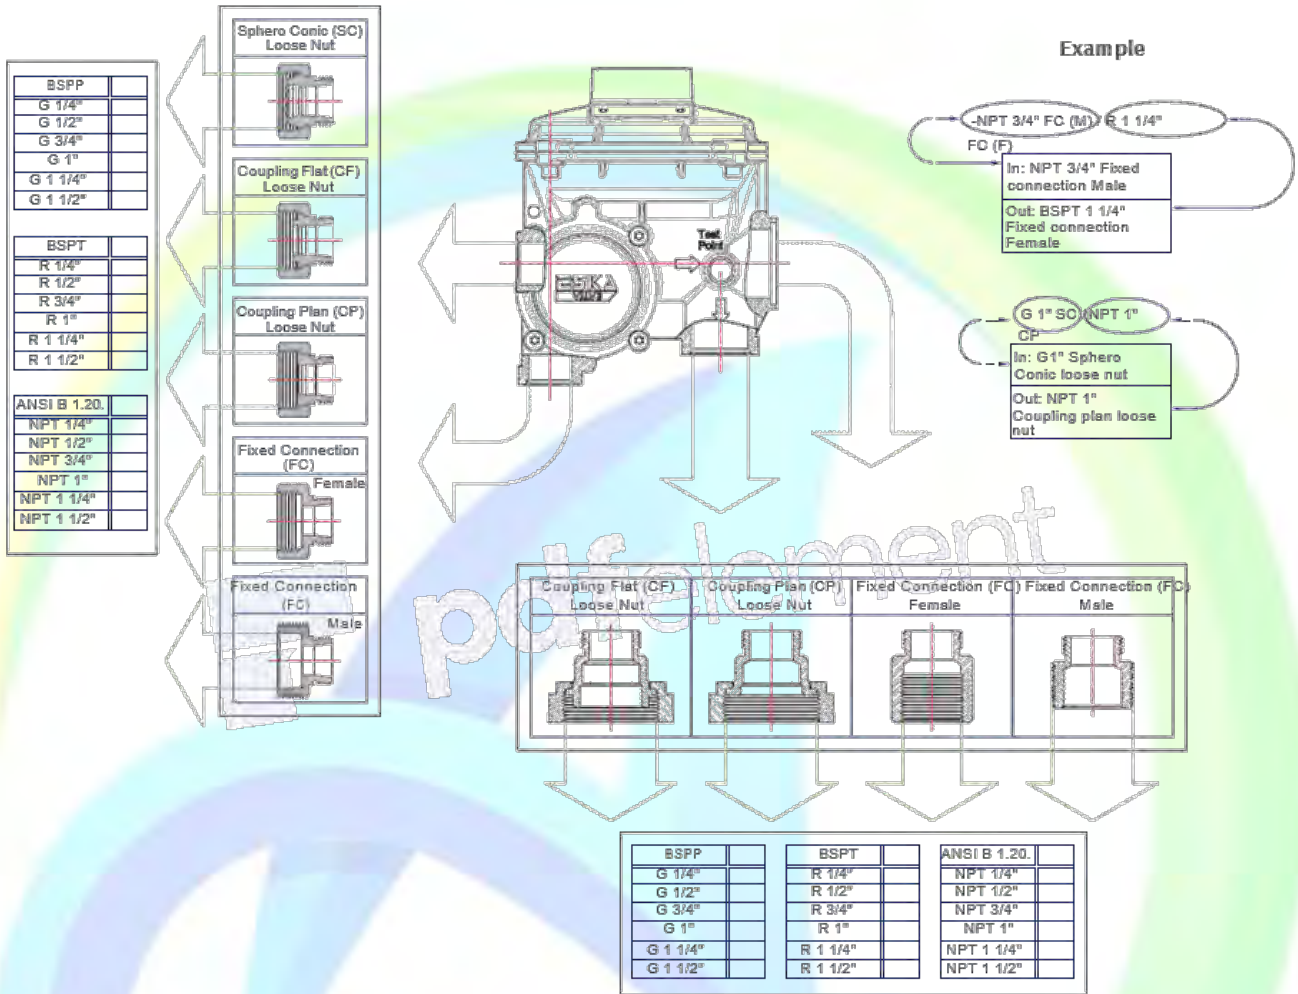 BSPP
G 1/4"
G 1/2"
G 3/4"
G 1"
G 1 1/4"
G 1 1/2"
BSPT
R 1/4"
R 1/2"
R 3/4"
R 1"
R 1 1/4"
R 1 1/2"
ANSI B 1.20.
NPT 1/4"
NPT 1/2"
NPT 3/4"
NPT 1"
NPT 1 1/4"
NPT 1 1/2"
Sphero Conic (SC)
Loose Nut
Coupling Flat (CF)
Loose Nut
Coupling Plan (CP)
Loose Nut
Fixed Connection
(FC)
Female
Fixed Connection
(FC)
Male
Test
Point
ESKA
Example
-NPT 3/4" FC (M) / R 1 1/4"
FC (F)
In: NPT 3/4" Fixed
connection Male
Out: BSPT 1 1/4"
Fixed connection
Female
G 1" SC / NPT 1"
CP
In: G1" Sphero
Conic loose nut
Out: NPT 1"
Coupling plan loose
nut
pdfelement
Coupling Flat (CF)
Loose Nut
Coupling Plan (CP)
Loose Nut
Fixed Connection (FC)
Female
Fixed Connection (FC)
Male
BSPP
G 1/4"
G 1/2"
G 3/4"
G 1"
G 1 1/4"
G 1 1/2"
BSPT
R 1/4"
R 1/2"
R 3/4"
R 1"
R 1 1/4"
R 1 1/2"
ANSI B 1.20.
NPT 1/4"
NPT 1/2"
NPT 3/4"
NPT 1"
NPT 1 1/4"
NPT 1 1/2"